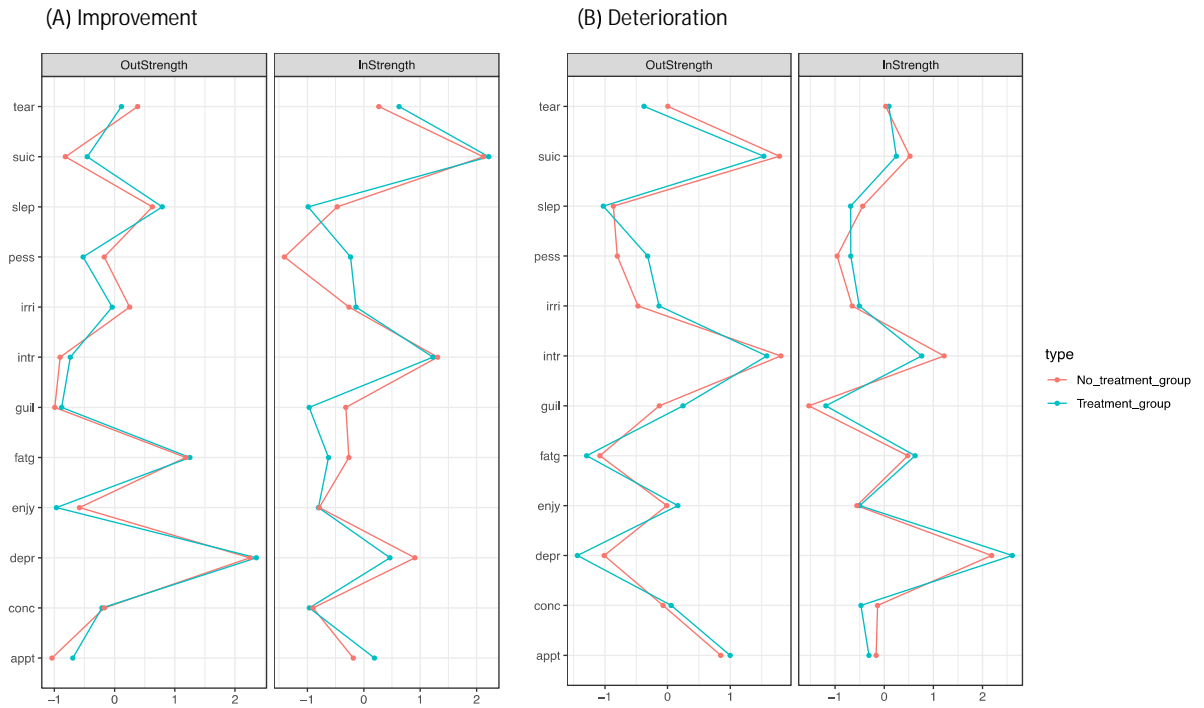 (A) Improvement
(B) Deterioration
OutStrength
InStrength
OutStrength
InStrength
tear
suic
slep
pess
irri
intr
guil
fatg
enjy
depr
conc
appt
−1 0 1 2
−1 0 1 2
tear
suic
slep
pess
irri
intr
guil
fatg
enjy
depr
conc
appt
−1 0 1
−1 0 1 2
type
No_treatment_group
Treatment_group